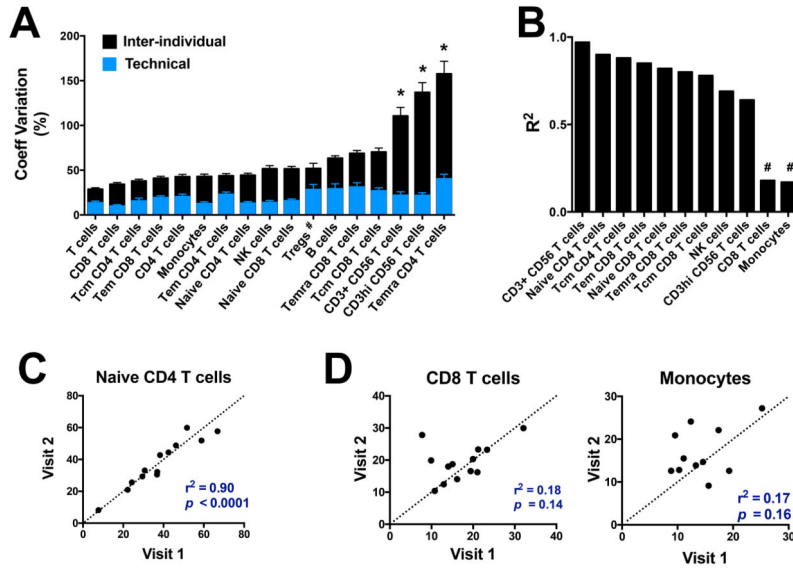 A
Inter-individual
Technical
Coeff Variation
(%)
200
150
100
50
0
*
*
*
T cells
CD8 T cells
Tcm CD4 T cells
Tem CD8 T cells
CD4 T cells
Monocytes
Tem CD4 T cells
Naive CD4 T cells
NK cells
Naive CD8 T cells
Tregs #
B cells
Temra CD8 T cells
Tcm CD8 T cells
CD3+ CD56 T cells
CD3hi CD56 T cells
Temra CD4 T cells
B
R²
1.0
0.5
0.0
#
#
CD3+ CD56 T cells
Naive CD4 T cells
Tcm CD4 T cells
Tem CD8 T cells
Naive CD8 T cells
Temra CD8 T cells
Tcm CD8 T cells
NK cells
CD3hi CD56 T cells
CD8 T cells
Monocytes
C
Naive CD4 T cells
Visit 2
80
60
40
20
0
r² = 0.90
p < 0.0001
0 20 40 60 80
Visit 1
D
CD8 T cells
Visit 2
40
30
20
10
0
r² = 0.18
p = 0.14
0 10 20 30 40
Visit 1
Monocytes
Visit 2
30
20
10
0
r² = 0.17
p = 0.16
0 10 20 30
Visit 1